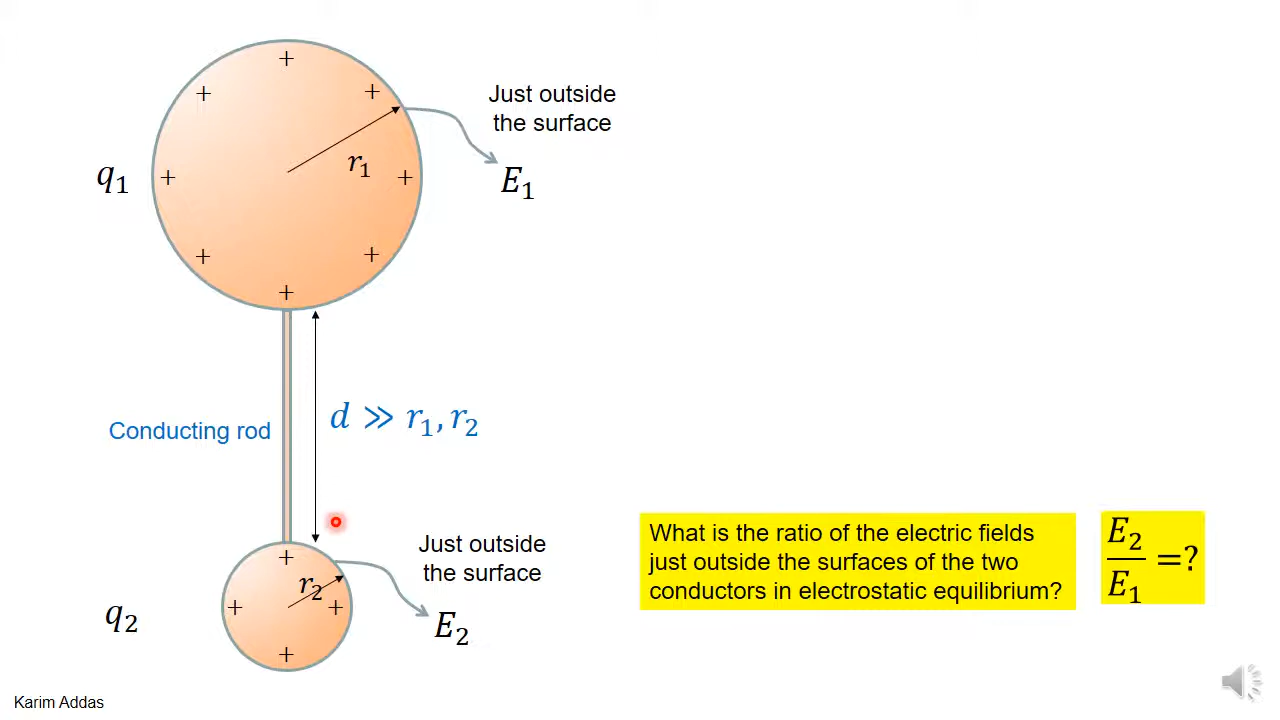 Just outside
the surface
r₁
q₁
E₁
+ + + + + + + +
Conducting rod
d ≫ r₁, r₂
Just outside
the surface
r₂
q₂
E₂
+ + + +
What is the ratio of the electric fields
just outside the surfaces of the two
conductors in electrostatic equilibrium?
E₂/E₁ =?
Karim Addas